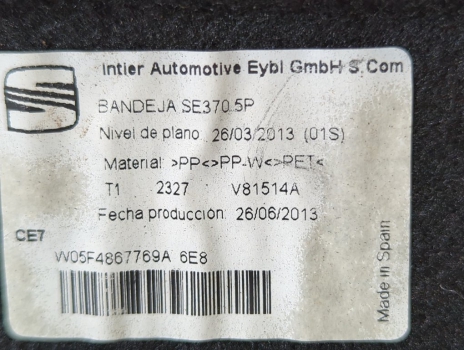 Intier Automotive Eybl GmbH S.Com
BANDEJA SE370.5P
Nivel de plano: 26/03/2013 (01S)
Material: >PP<>PP-W<>PET<
T1 2327 V81514A
Fecha producción: 26/06/2013
CE7
W05F4867769A 6E8
Made in Spain